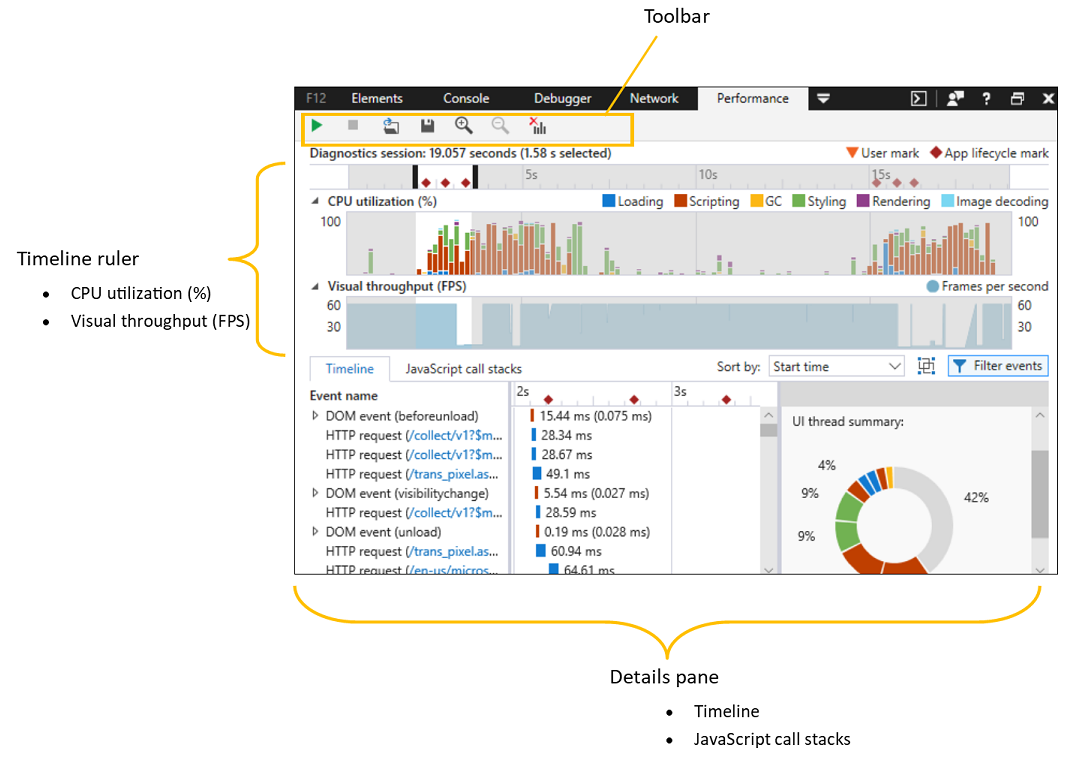 Toolbar
F12 Elements Console Debugger Network Performance ?
Diagnostics session: 19.057 seconds (1.58 s selected) User mark App lifecycle mark
5s 10s 15s
CPU utilization (%) Loading Scripting GC Styling Rendering Image decoding
100 100
Visual throughput (FPS) Frames per second
60 60
30 30
Timeline ruler
• CPU utilization (%)
• Visual throughput (FPS)
Timeline JavaScript call stacks Sort by: Start time Filter events
Event name 2s 3s
DOM event (beforeunload) 15.44 ms (0.075 ms)
HTTP request (/collect/v1?$m... 28.34 ms
HTTP request (/collect/v1?$m... 28.67 ms
HTTP request (/trans_pixel.as... 49.1 ms
DOM event (visibilitychange) 5.54 ms (0.027 ms)
HTTP request (/collect/v1?$m... 28.59 ms
DOM event (unload) 0.19 ms (0.028 ms)
HTTP request (/trans_pixel.as... 60.94 ms
HTTP request (/en-us/micros... 64.61 ms
UI thread summary:
4%
9% 42%
9%
Details pane
• Timeline
• JavaScript call stacks